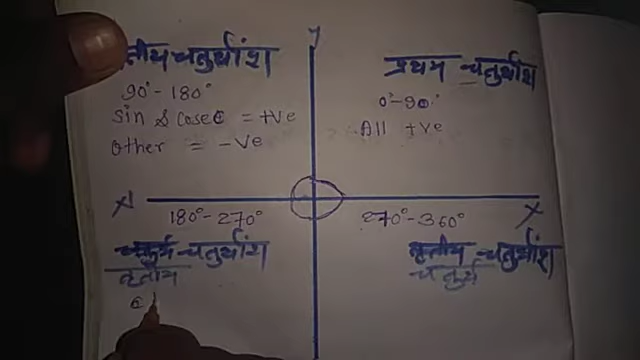 Y
चतुर्थांश
90° - 180°
sin & cosec = +ve
other = -ve
प्रथम चतुर्थांश
0° - 90°
All +ve
X
180° - 270°
270° - 360°
X
चतुर्थ चतुर्थांश
तृतीय
तृतीय चतुर्थांश
चतुर्थ